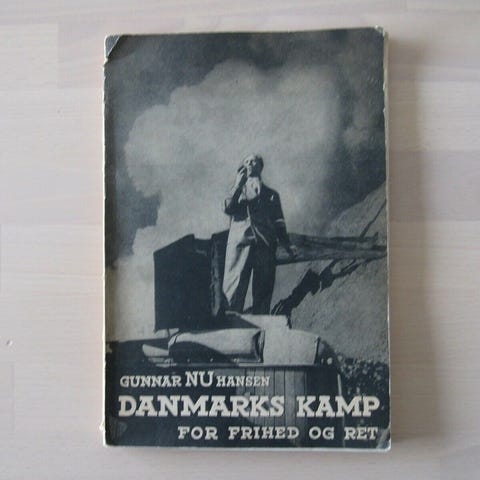 GUNNAR NU HANSEN
DANMARKS KAMP
FOR FRIHED OG RET